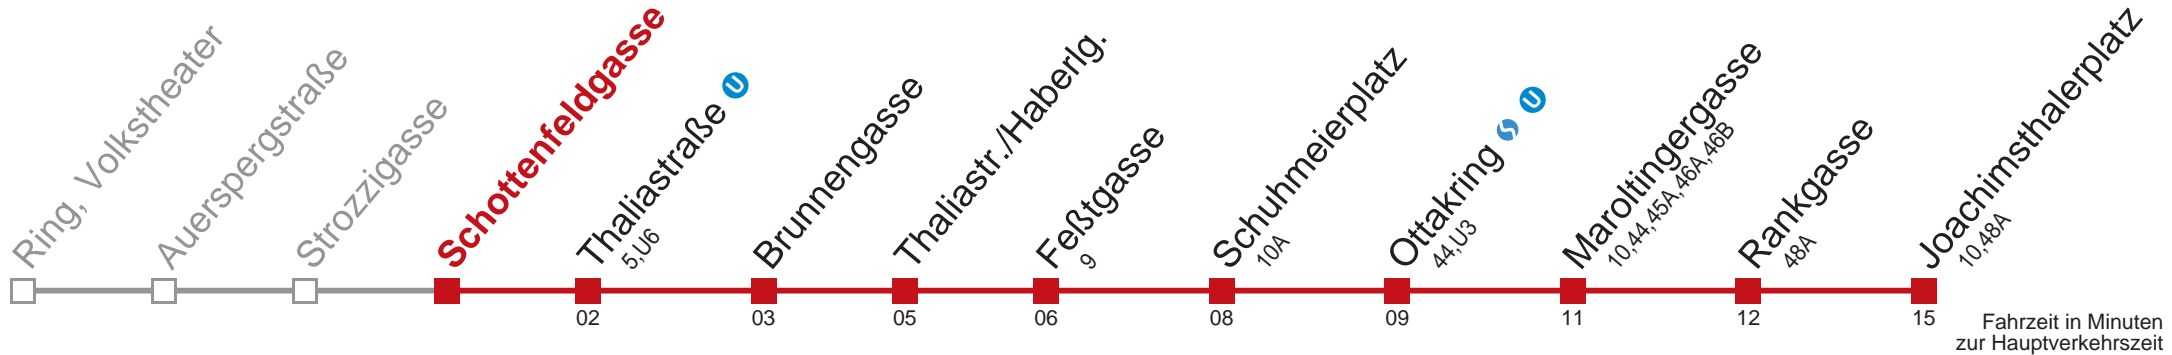 Ring, Volkstheater
Auerspergstraße
Strozzigasse
Schottenfeldgasse
Thaliastraße U
5,U6
Brunnengasse
Thaliastr./Haberlg.
Feßtgasse
9
Schuhmeierplatz
10A
Ottakring S U
44,U3
Maroltingergasse
10,44,45A,46A,46B
Rankgasse
48A
Joachimsthalerplatz
10,48A
02 03 05 06 08 09 11 12 15
Fahrzeit in Minuten
zur Hauptverkehrszeit